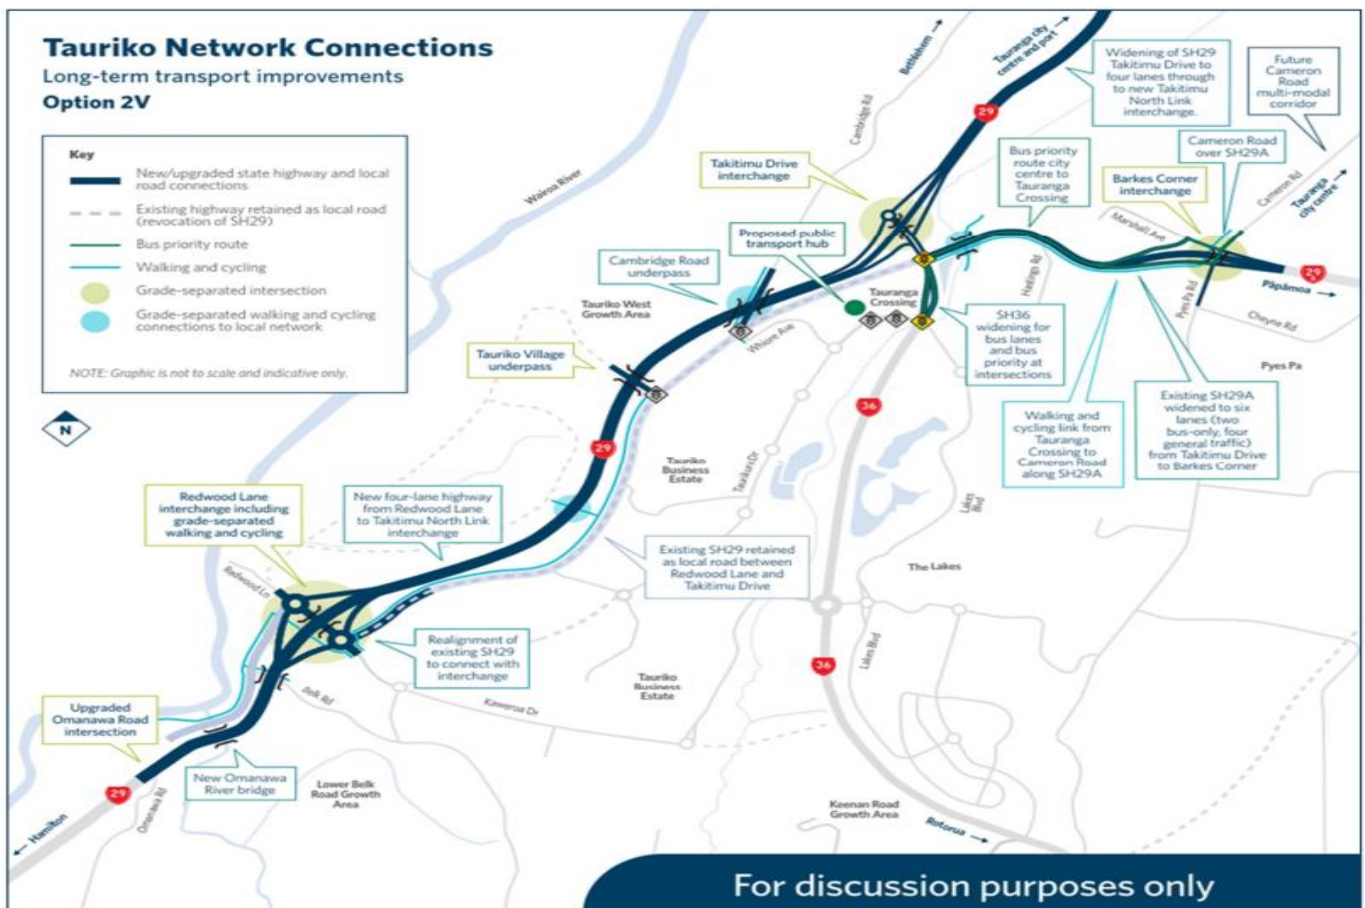 Tauriko Network Connections
Long-term transport improvements
Option 2V
Key
New/upgraded state highway and local
road connections
Existing highway retained as local road
(revocation of SH29)
Bus priority route
Walking and cycling
Grade-separated intersection
Grade-separated walking and cycling
connections to local network
NOTE: Graphic is not to scale and indicative only.
N
Wairoa River
Bethlehem
Cambridge Rd
Tauranga city
centre and port
29
Widening of SH29
Takitimu Drive to
four lanes through
to new Takitimu
North Link
interchange.
Future
Cameron
Road
multi-modal
corridor
Cameron Road
over SH29A
Bus priority
route city
centre to
Tauranga
Crossing
Barkes Corner
interchange
Cameron Rd
Tauranga
city centre
Marshall Ave
Takitimu Drive
interchange
Proposed public
transport hub
Cambridge Road
underpass
Tauriko West
Growth Area
Tauranga
Crossing
Hastings Rd
Pyes Pa Rd
29
Pāpāmoa
Cheyne Rd
Pyes Pa
Whiore Ave
SH36
widening for
bus lanes
and bus
priority at
intersections
Tauriko Village
underpass
36
Walking and
cycling link from
Tauranga
Crossing to
Cameron Road
along SH29A
Existing SH29A
widened to six
lanes (two
bus-only, four
general traffic)
from Takitimu Drive
to Barkes Corner
29
Tauriko
Business
Estate
Taurikura Dr
Lakes
Blvd
Redwood Lane
interchange including
grade-separated
walking and cycling
New four-lane highway
from Redwood Lane
to Takitimu North Link
interchange
Existing SH29 retained
as local road between
Redwood Lane and
Takitimu Drive
The Lakes
Redwood Ln
Realignment of
existing SH29
to connect with
interchange
Lakes Blvd
36
Tauriko
Business
Estate
Belk Rd
Kaweroa Dr
Upgraded
Omanawa Road
intersection
New Omanawa
River bridge
29
Omanawa Rd
Hamilton
Lower Belk
Road Growth
Area
Keenan Road
Growth Area
Rotorua
For discussion purposes only